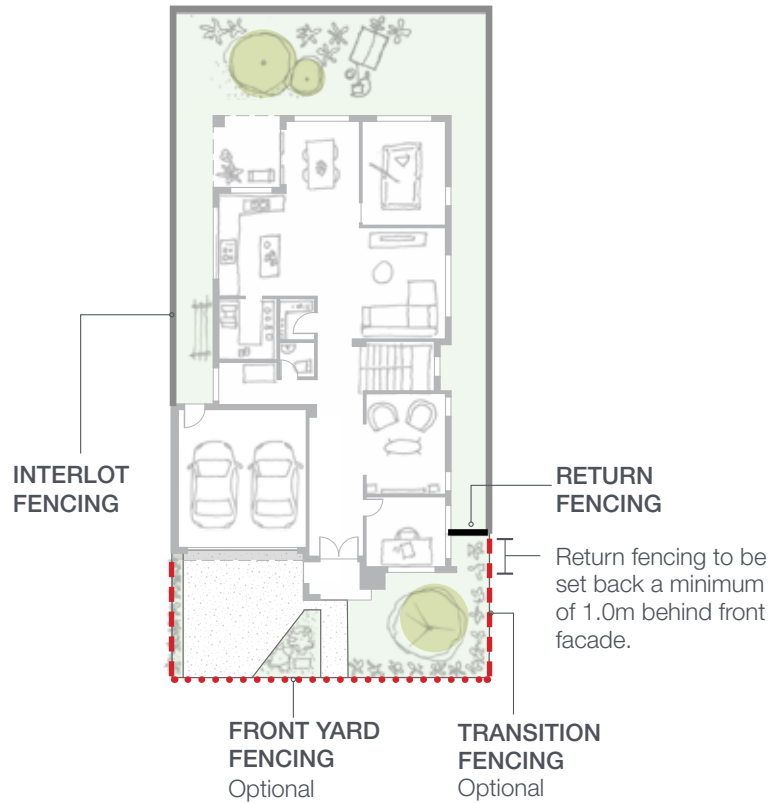 INTERLOT
FENCING
RETURN
FENCING
Return fencing to be
set back a minimum
of 1.0m behind front
facade.
FRONT YARD
FENCING
Optional
TRANSITION
FENCING
Optional